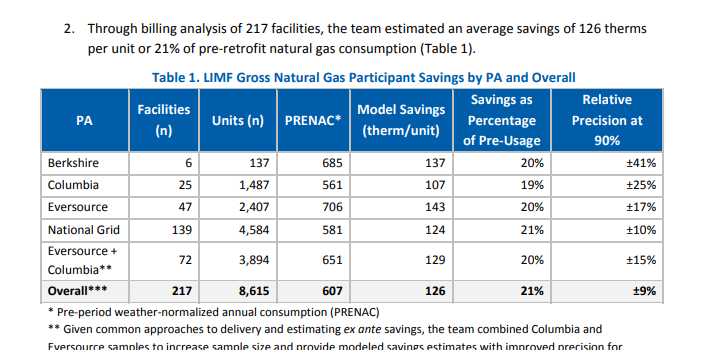 2. Through billing analysis of 217 facilities, the team estimated an average savings of 126 therms
per unit or 21% of pre-retrofit natural gas consumption (Table 1).
Table 1. LIMF Gross Natural Gas Participant Savings by PA and Overall
PA | Facilities (n) | Units (n) | PRENAC* | Model Savings (therm/unit) | Savings as Percentage of Pre-Usage | Relative Precision at 90%
Berkshire | 6 | 137 | 685 | 137 | 20% | ±41%
Columbia | 25 | 1,487 | 561 | 107 | 19% | ±25%
Eversource | 47 | 2,407 | 706 | 143 | 20% | ±17%
National Grid | 139 | 4,584 | 581 | 124 | 21% | ±10%
Eversource + Columbia** | 72 | 3,894 | 651 | 129 | 20% | ±15%
Overall*** | 217 | 8,615 | 607 | 126 | 21% | ±9%
* Pre-period weather-normalized annual consumption (PRENAC)
** Given common approaches to delivery and estimating ex ante savings, the team combined Columbia and
Eversource samples to increase sample size and provide modeled savings estimates with improved precision for